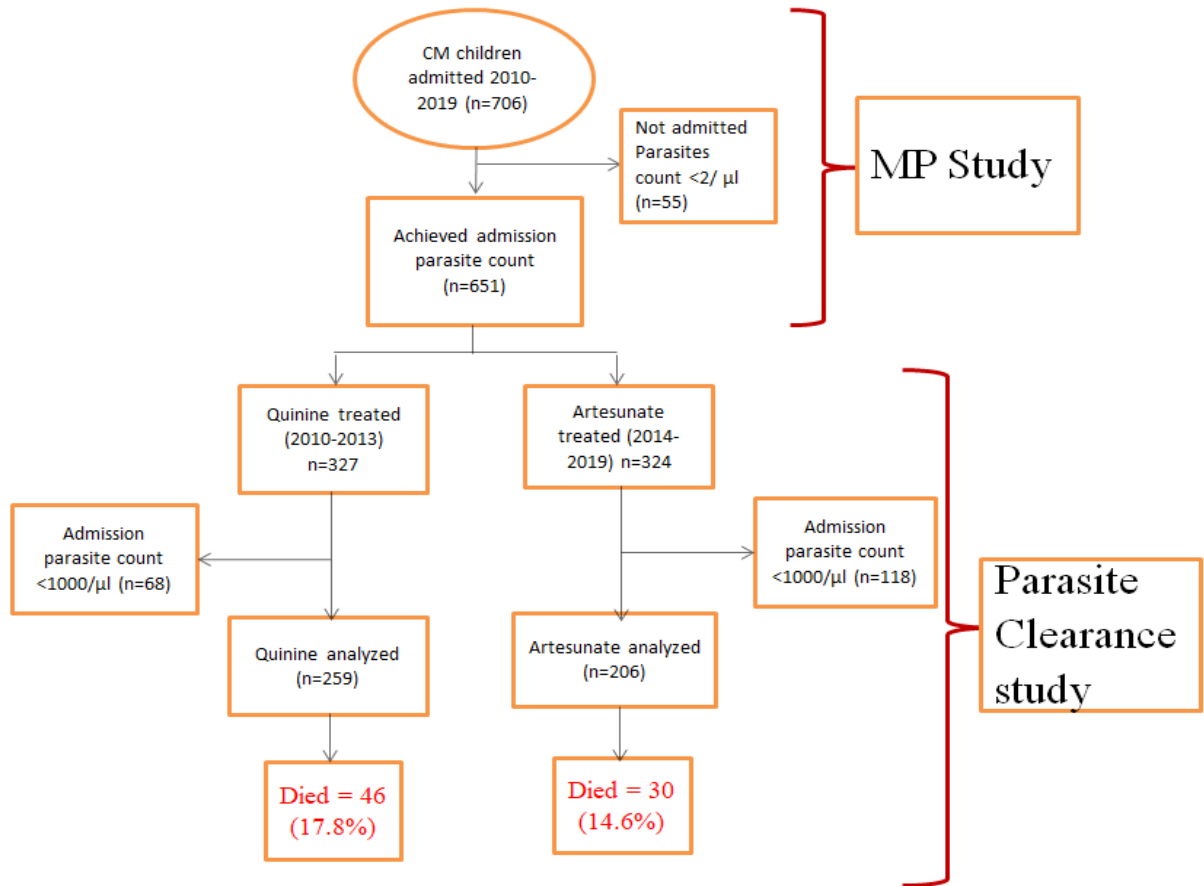 CM children
admitted 2010-
2019 (n=706)
Not admitted
Parasites
count <2/ µl
(n=55)
MP Study
Achieved admission
parasite count
(n=651)
Quinine treated
(2010-2013)
n=327
Artesunate
treated (2014-
2019) n=324
Admission
parasite count
<1000/µl (n=68)
Admission
parasite count
<1000/µl (n=118)
Parasite
Clearance
study
Quinine analyzed
(n=259)
Artesunate analyzed
(n=206)
Died = 46
(17.8%)
Died = 30
(14.6%)